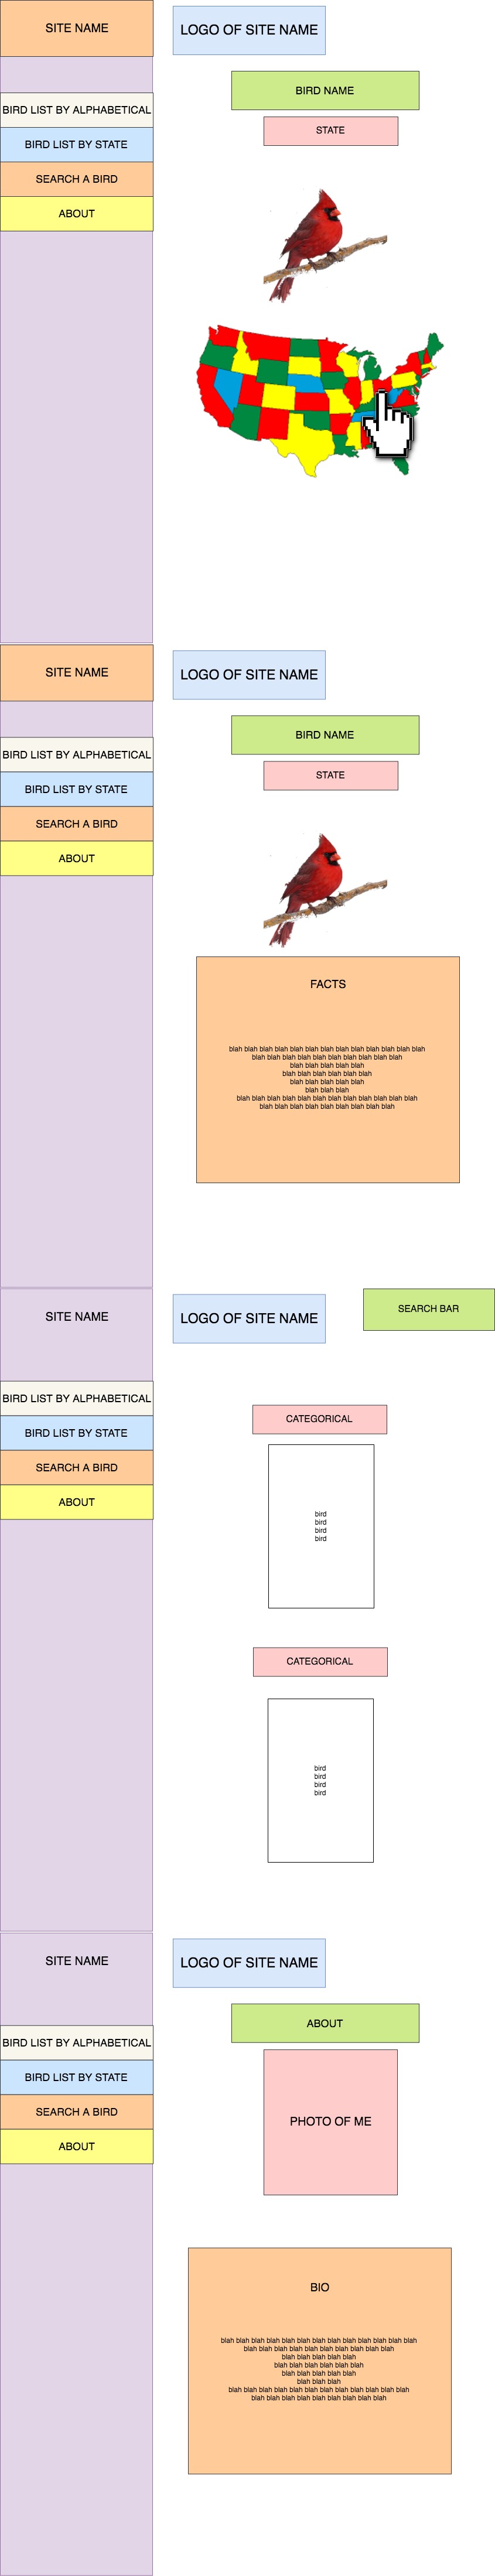 SITE NAME
LOGO OF SITE NAME
BIRD NAME
STATE
BIRD LIST BY ALPHABETICAL
BIRD LIST BY STATE
SEARCH A BIRD
ABOUT
SITE NAME
LOGO OF SITE NAME
BIRD NAME
STATE
BIRD LIST BY ALPHABETICAL
BIRD LIST BY STATE
SEARCH A BIRD
ABOUT
FACTS
blah blah blah blah blah blah blah blah blah blah blah blah blah
blah blah blah blah blah blah blah blah blah blah
blah blah blah blah blah
blah blah blah blah blah blah
blah blah blah blah blah
blah blah blah
blah blah blah blah blah blah blah blah blah blah blah blah
blah blah blah blah blah blah blah blah blah
SITE NAME
LOGO OF SITE NAME
SEARCH BAR
BIRD LIST BY ALPHABETICAL
BIRD LIST BY STATE
SEARCH A BIRD
ABOUT
CATEGORICAL
bird
bird
bird
bird
CATEGORICAL
bird
bird
bird
bird
SITE NAME
LOGO OF SITE NAME
ABOUT
BIRD LIST BY ALPHABETICAL
BIRD LIST BY STATE
SEARCH A BIRD
ABOUT
PHOTO OF ME
BIO
blah blah blah blah blah blah blah blah blah blah blah blah blah
blah blah blah blah blah blah blah blah blah blah
blah blah blah blah blah
blah blah blah blah blah blah
blah blah blah blah blah
blah blah blah
blah blah blah blah blah blah blah blah blah blah blah blah
blah blah blah blah blah blah blah blah blah